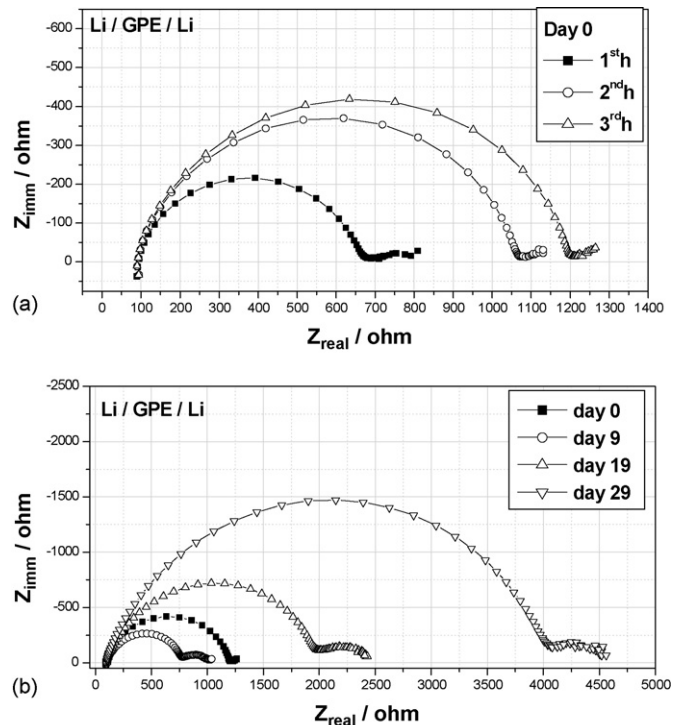 Li / GPE / Li
Day 0
1st h
2nd h
3rd h
-600
-500
-400
-300
-200
-100
0
Zimm / ohm
0 100 200 300 400 500 600 700 800 900 1000 1100 1200 1300 1400
Zreal / ohm
(a)
Li / GPE / Li
day 0
day 9
day 19
day 29
-2500
-2000
-1500
-1000
-500
0
Zimm / ohm
0 500 1000 1500 2000 2500 3000 3500 4000 4500 5000
Zreal / ohm
(b)